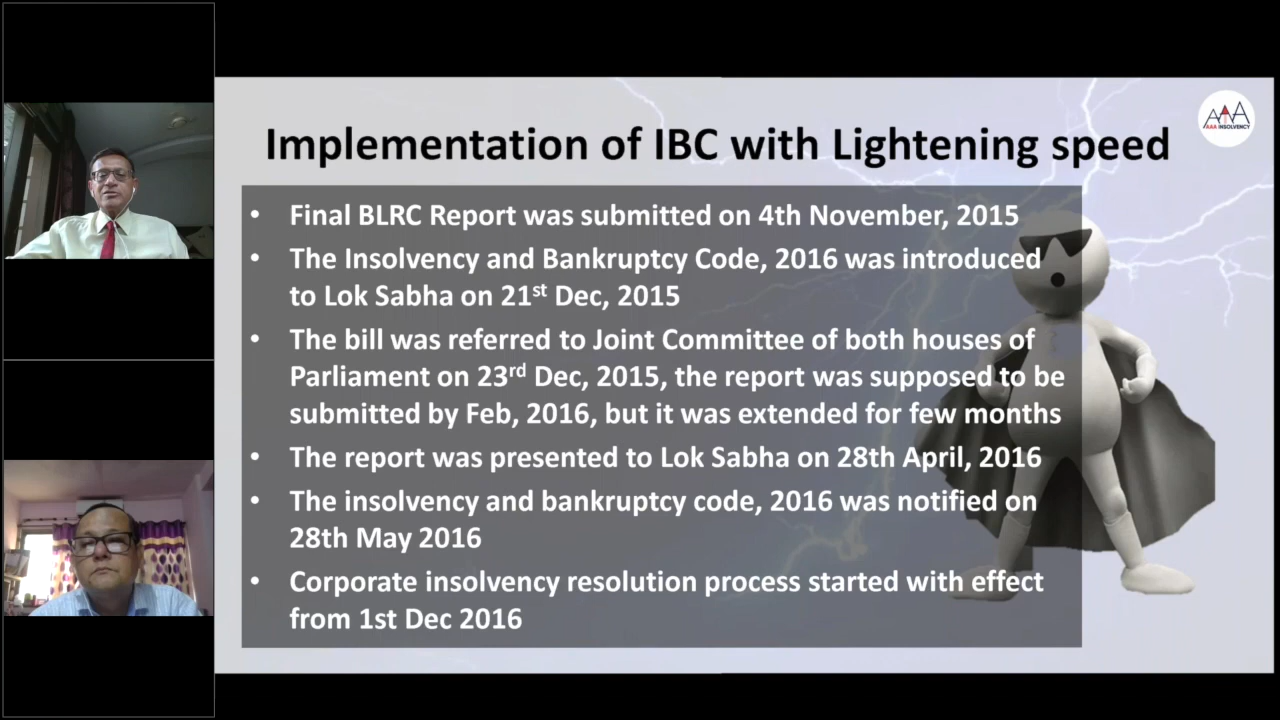 Implementation of IBC with Lightening speed
AAA INSOLVENCY
• Final BLRC Report was submitted on 4th November, 2015
• The Insolvency and Bankruptcy Code, 2016 was introduced
to Lok Sabha on 21st Dec, 2015
• The bill was referred to Joint Committee of both houses of
Parliament on 23rd Dec, 2015, the report was supposed to be
submitted by Feb, 2016, but it was extended for few months
• The report was presented to Lok Sabha on 28th April, 2016
• The insolvency and bankruptcy code, 2016 was notified on
28th May 2016
• Corporate insolvency resolution process started with effect
from 1st Dec 2016